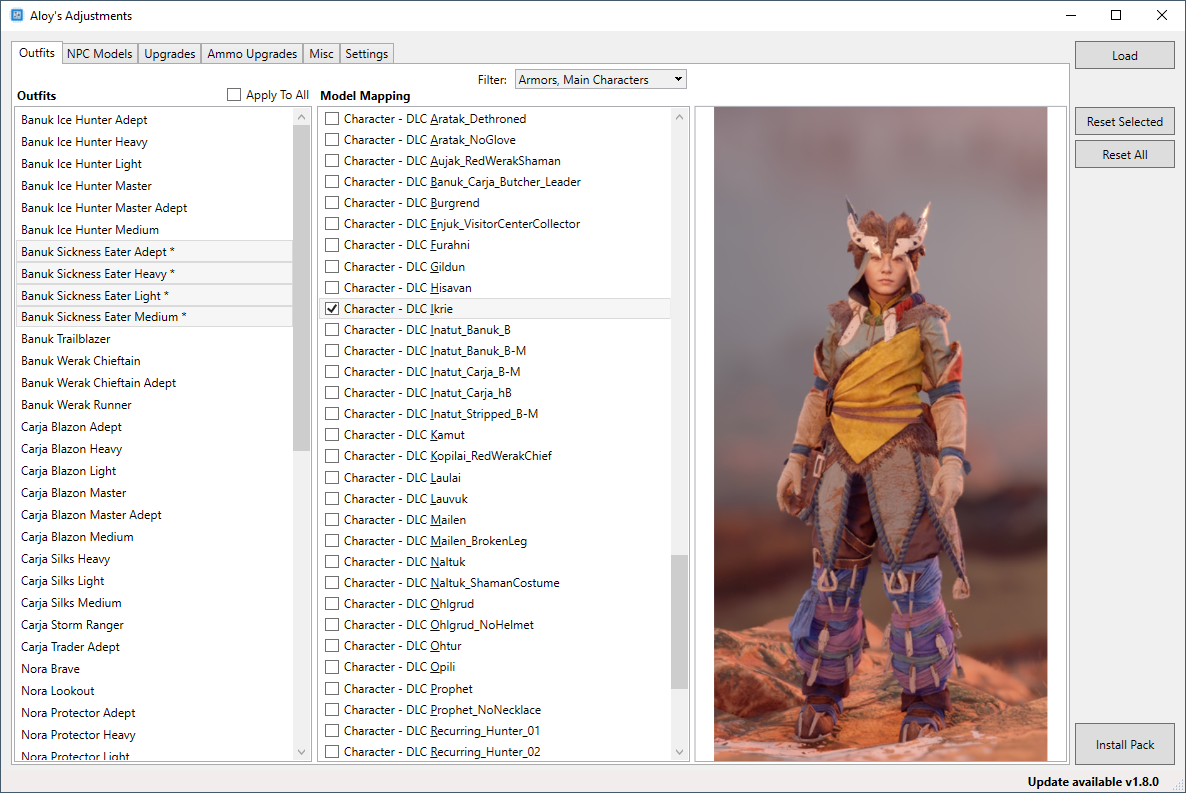 Aloy's Adjustments
Outfits
NPC Models
Upgrades
Ammo Upgrades
Misc
Settings
Load
Filter:
Armors, Main Characters
Outfits
Apply To All
Model Mapping
Banuk Ice Hunter Adept
Banuk Ice Hunter Heavy
Banuk Ice Hunter Light
Banuk Ice Hunter Master
Banuk Ice Hunter Master Adept
Banuk Ice Hunter Medium
Banuk Sickness Eater Adept *
Banuk Sickness Eater Heavy *
Banuk Sickness Eater Light *
Banuk Sickness Eater Medium *
Banuk Trailblazer
Banuk Werak Chieftain
Banuk Werak Chieftain Adept
Banuk Werak Runner
Carja Blazon Adept
Carja Blazon Heavy
Carja Blazon Light
Carja Blazon Master
Carja Blazon Master Adept
Carja Blazon Medium
Carja Silks Heavy
Carja Silks Light
Carja Silks Medium
Carja Storm Ranger
Carja Trader Adept
Nora Brave
Nora Lookout
Nora Protector Adept
Nora Protector Heavy
Nora Protector Light
Character - DLC Aratak_Dethroned
Character - DLC Aratak_NoGlove
Character - DLC Aujak_RedWerakShaman
Character - DLC Banuk_Carja_Butcher_Leader
Character - DLC Burgrend
Character - DLC Enjuk_VisitorCenterCollector
Character - DLC Furahni
Character - DLC Gildun
Character - DLC Hisavan
Character - DLC Ikrie
Character - DLC Inatut_Banuk_B
Character - DLC Inatut_Banuk_B-M
Character - DLC Inatut_Carja_B-M
Character - DLC Inatut_Carja_hB
Character - DLC Inatut_Stripped_B-M
Character - DLC Kamut
Character - DLC Kopilai_RedWerakChief
Character - DLC Laulai
Character - DLC Lauvuk
Character - DLC Mailen
Character - DLC Mailen_BrokenLeg
Character - DLC Naltuk
Character - DLC Naltuk_ShamanCostume
Character - DLC Ohlgrud
Character - DLC Ohlgrud_NoHelmet
Character - DLC Ohtur
Character - DLC Opili
Character - DLC Prophet
Character - DLC Prophet_NoNecklace
Character - DLC Recurring_Hunter_01
Character - DLC Recurring_Hunter_02
Reset Selected
Reset All
Install Pack
Update available v1.8.0